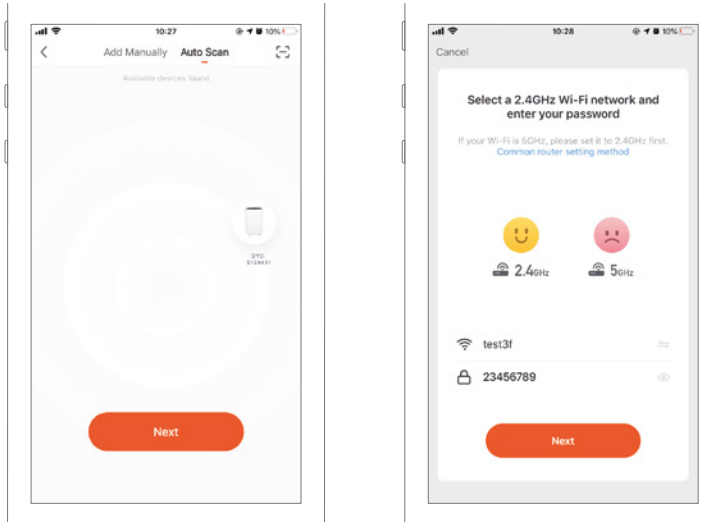 10:27
10%
Add Manually Auto Scan
Available devices found
Next
10:28
10%
Cancel
Select a 2.4GHz Wi-Fi network and
enter your password
If your Wi-Fi is 5GHz, please set it to 2.4GHz first.
Common router setting method
2.4GHz 5GHz
test3f
23456789
Next